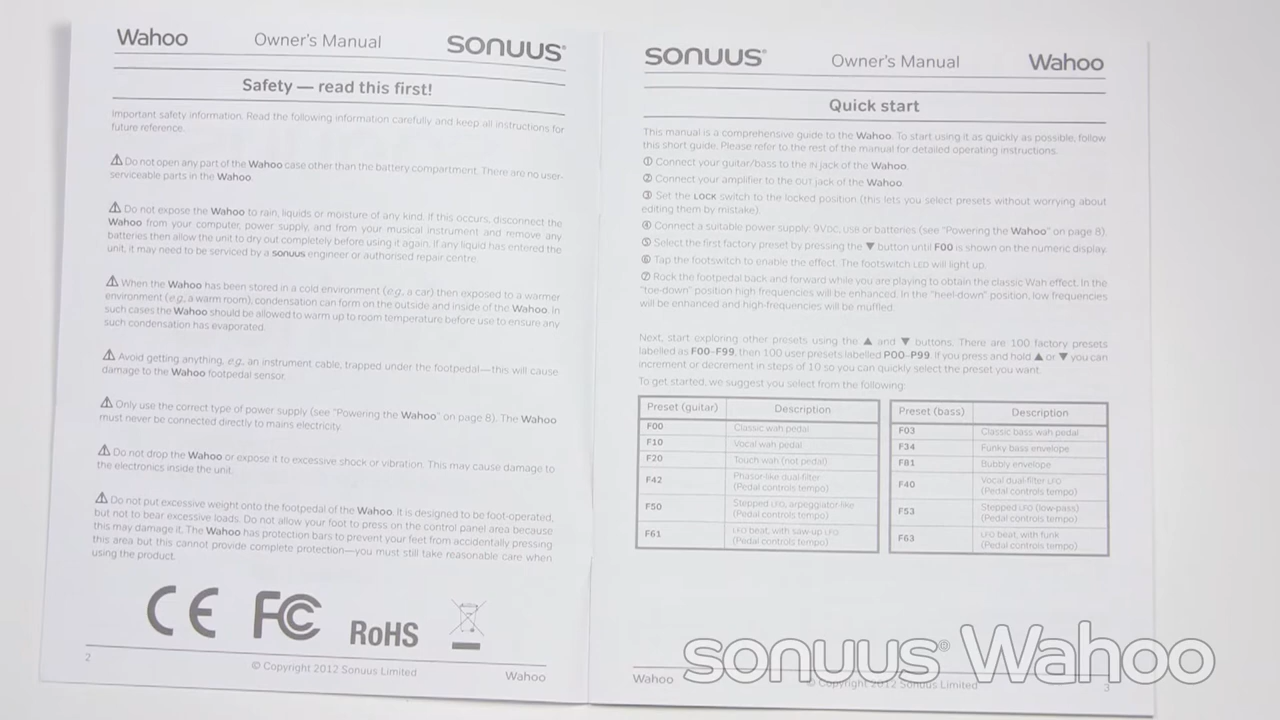 Wahoo Owner's Manual sonuus®
Safety — read this first!
Important safety information. Read the following information carefully and keep all instructions for
future reference.
⚠ Do not open any part of the Wahoo case other than the battery compartment. There are no user-
serviceable parts in the Wahoo.
⚠ Do not expose the Wahoo to rain, liquids or moisture of any kind. If this occurs, disconnect the
Wahoo from your computer, power supply, and from your musical instrument and remove any
batteries then allow the unit to dry out completely before using it again. If any liquid has entered the
unit, it may need to be serviced by a sonuus engineer or authorised repair centre.
⚠ When the Wahoo has been stored in a cold environment (e.g., a car) then exposed to a warmer
environment (e.g, a warm room), condensation can form on the outside and inside of the Wahoo. In
such cases the Wahoo should be allowed to warm up to room temperature before use to ensure any
such condensation has evaporated.
⚠ Avoid getting anything, e.g., an instrument cable, trapped under the footpedal—this will cause
damage to the Wahoo footpedal sensor.
⚠ Only use the correct type of power supply (see "Powering the Wahoo" on page 8). The Wahoo
must never be connected directly to mains electricity.
⚠ Do not drop the Wahoo or expose it to excessive shock or vibration. This may cause damage to
the electronics inside the unit.
⚠ Do not put excessive weight onto the footpedal of the Wahoo. It is designed to be foot-operated,
but not to bear excessive loads. Do not allow your foot to press on the control panel area because
this may damage it. The Wahoo has protection bars to prevent your feet from accidentally pressing
this area but this cannot provide complete protection—you must still take reasonable care when
using the product.
CE FC RoHS
2 © Copyright 2012 Sonuus Limited Wahoo
sonuus® Owner's Manual Wahoo
Quick start
This manual is a comprehensive guide to the Wahoo. To start using it as quickly as possible, follow
this short guide. Please refer to the rest of the manual for detailed operating instructions.
① Connect your guitar/bass to the IN jack of the Wahoo.
② Connect your amplifier to the OUT jack of the Wahoo.
③ Set the LOCK switch to the locked position (this lets you select presets without worrying about
editing them by mistake).
④ Connect a suitable power supply: 9VDC, USB or batteries (see "Powering the Wahoo" on page 8).
⑤ Select the first factory preset by pressing the ▼ button until F00 is shown on the numeric display.
⑥ Tap the footswitch to enable the effect. The footswitch LED will light up.
⑦ Rock the footpedal back and forward while you are playing to obtain the classic Wah effect. In the
"toe-down" position high frequencies will be enhanced. In the "heel-down" position, low frequencies
will be enhanced and high-frequencies will be muffled.
Next, start exploring other presets using the ▲ and ▼ buttons. There are 100 factory presets
labelled as F00–F99, then 100 user presets labelled P00–P99. If you press and hold ▲ or ▼ you can
increment or decrement in steps of 10 so you can quickly select the preset you want.
To get started, we suggest you select from the following:
Preset (guitar) Description
F00 Classic wah pedal
F10 Vocal wah pedal
F20 Touch wah (not pedal)
F42 Phasor-like dual-filter
(Pedal controls tempo)
F50 Stepped LFO, arpeggiator-like
(Pedal controls tempo)
F61 LFO beat, with saw-up LFO
(Pedal controls tempo)
Preset (bass) Description
F03 Classic bass wah pedal
F34 Funky bass envelope
F81 Bubbly envelope
F40 Vocal dual-filter LFO
(Pedal controls tempo)
F53 Stepped LFO (low-pass)
(Pedal controls tempo)
F63 LFO beat, with funk
(Pedal controls tempo)
Wahoo © Copyright 2012 Sonuus Limited 3
sonuus® Wahoo